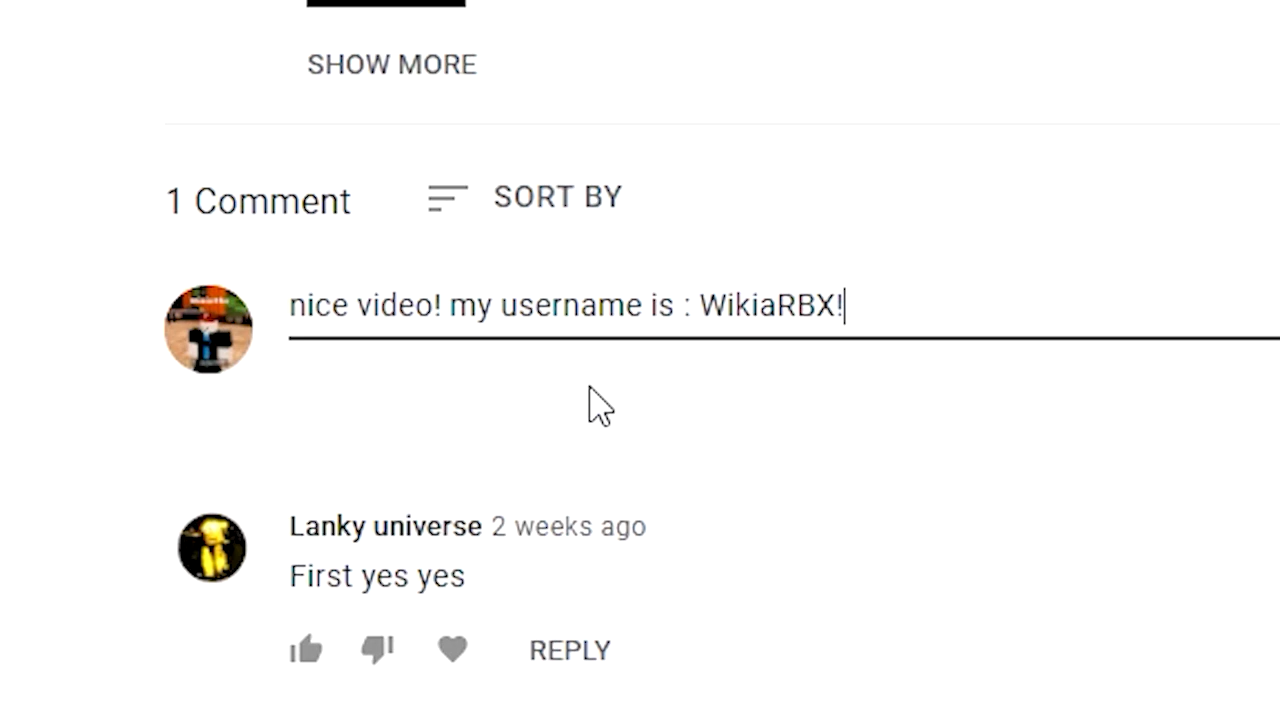 SHOW MORE
1 Comment
SORT BY
nice video! my username is : WikiaRBX!
Lanky universe 2 weeks ago
First yes yes
REPLY